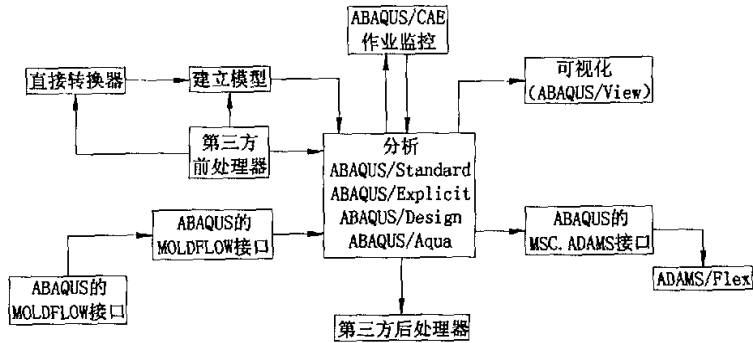 ABAQUS/CAE
作业监控
直接转换器
建立模型
可视化
(ABAQUS/View)
第三方
前处理器
分析
ABAQUS/Standard
ABAQUS/Explicit
ABAQUS/Design
ABAQUS/Aqua
ABAQUS的
MOLDFLOW接口
ABAQUS的
MSC.ADAMS接口
ABAQUS的
MOLDFLOW接口
ADAMS/Flex
第三方后处理器